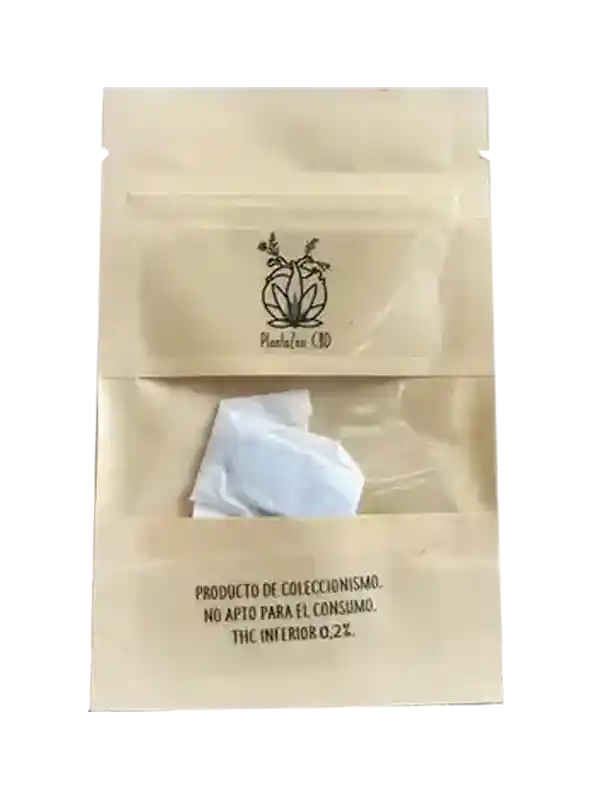 PlantaZen CBD
PRODUCTO DE COLECCIONISMO.
NO APTO PARA EL CONSUMO.
THC INFERIOR 0,2%.